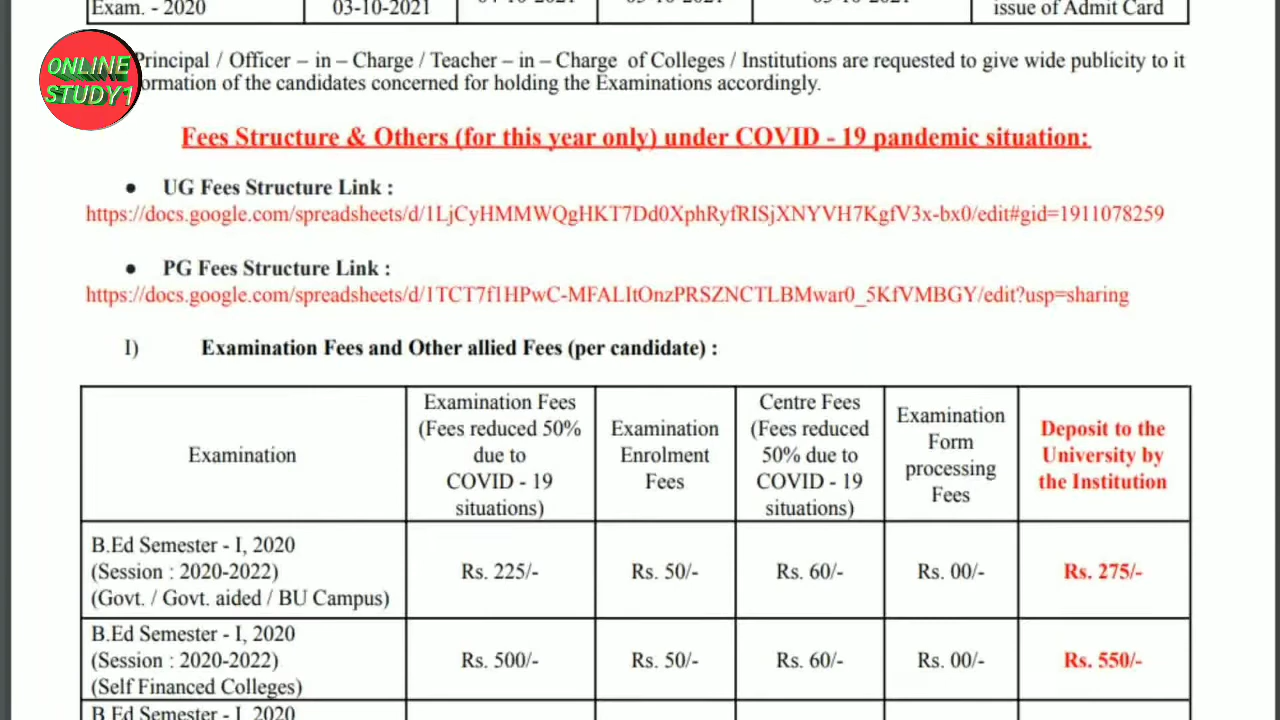 Exam. - 2020
03-10-2021
issue of Admit Card
ONLINE
STUDY1
Principal / Officer – in – Charge / Teacher – in – Charge of Colleges / Institutions are requested to give wide publicity to it
of the candidates concerned for holding the Examinations accordingly.
Fees Structure & Others (for this year only) under COVID - 19 pandemic situation:
● UG Fees Structure Link :
https://docs.google.com/spreadsheets/d/1LjCyHMMWQgHKT7Dd0XphRyfRISjXNYVH7KgfV3x-bx0/edit#gid=1911078259
● PG Fees Structure Link :
https://docs.google.com/spreadsheets/d/1TCT7f1HPwC-MFALItOnzPRSZNCTLBMwar0_5KfVMBGY/edit?usp=sharing
I) Examination Fees and Other allied Fees (per candidate) :
Examination
Examination Fees
(Fees reduced 50%
due to
COVID - 19
situations)
Examination
Enrolment
Fees
Centre Fees
(Fees reduced
50% due to
COVID - 19
situations)
Examination
Form
processing
Fees
Deposit to the
University by
the Institution
B.Ed Semester - I, 2020
(Session : 2020-2022)
(Govt. / Govt. aided / BU Campus)
Rs. 225/-
Rs. 50/-
Rs. 60/-
Rs. 00/-
Rs. 275/-
B.Ed Semester - I, 2020
(Session : 2020-2022)
(Self Financed Colleges)
Rs. 500/-
Rs. 50/-
Rs. 60/-
Rs. 00/-
Rs. 550/-
B.Ed Semester - I, 2020